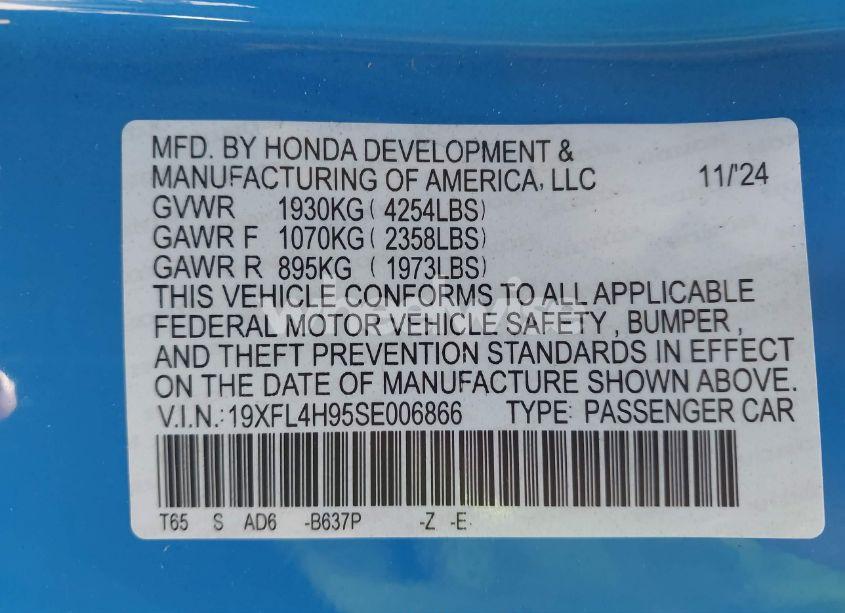 MFD. BY HONDA DEVELOPMENT &
MANUFACTURING OF AMERICA, LLC 11/'24
GVWR 1930KG ( 4254LBS)
GAWR F 1070KG ( 2358LBS)
GAWR R 895KG ( 1973LBS)
THIS VEHICLE CONFORMS TO ALL APPLICABLE
FEDERAL MOTOR VEHICLE SAFETY , BUMPER ,
AND THEFT PREVENTION STANDARDS IN EFFECT
ON THE DATE OF MANUFACTURE SHOWN ABOVE.
V.I.N.: 19XFL4H95SE006866 TYPE: PASSENGER CAR
T65 S AD6 -B637P -Z -E